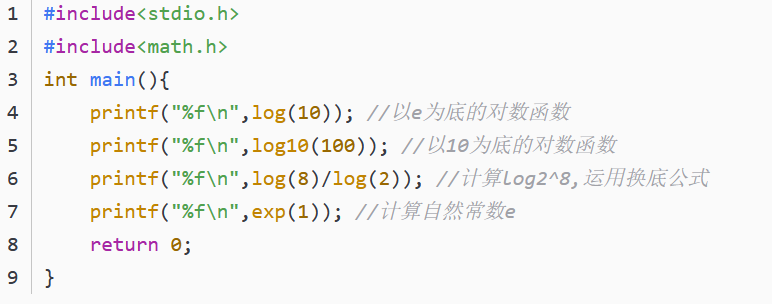 1 #include<stdio.h>
2 #include<math.h>
3 int main(){
4     printf("%f\n",log(10)); //以e为底的对数函数
5     printf("%f\n",log10(100)); //以10为底的对数函数
6     printf("%f\n",log(8)/log(2)); //计算log2^8,运用换底公式
7     printf("%f\n",exp(1)); //计算自然常数e
8     return 0;
9 }